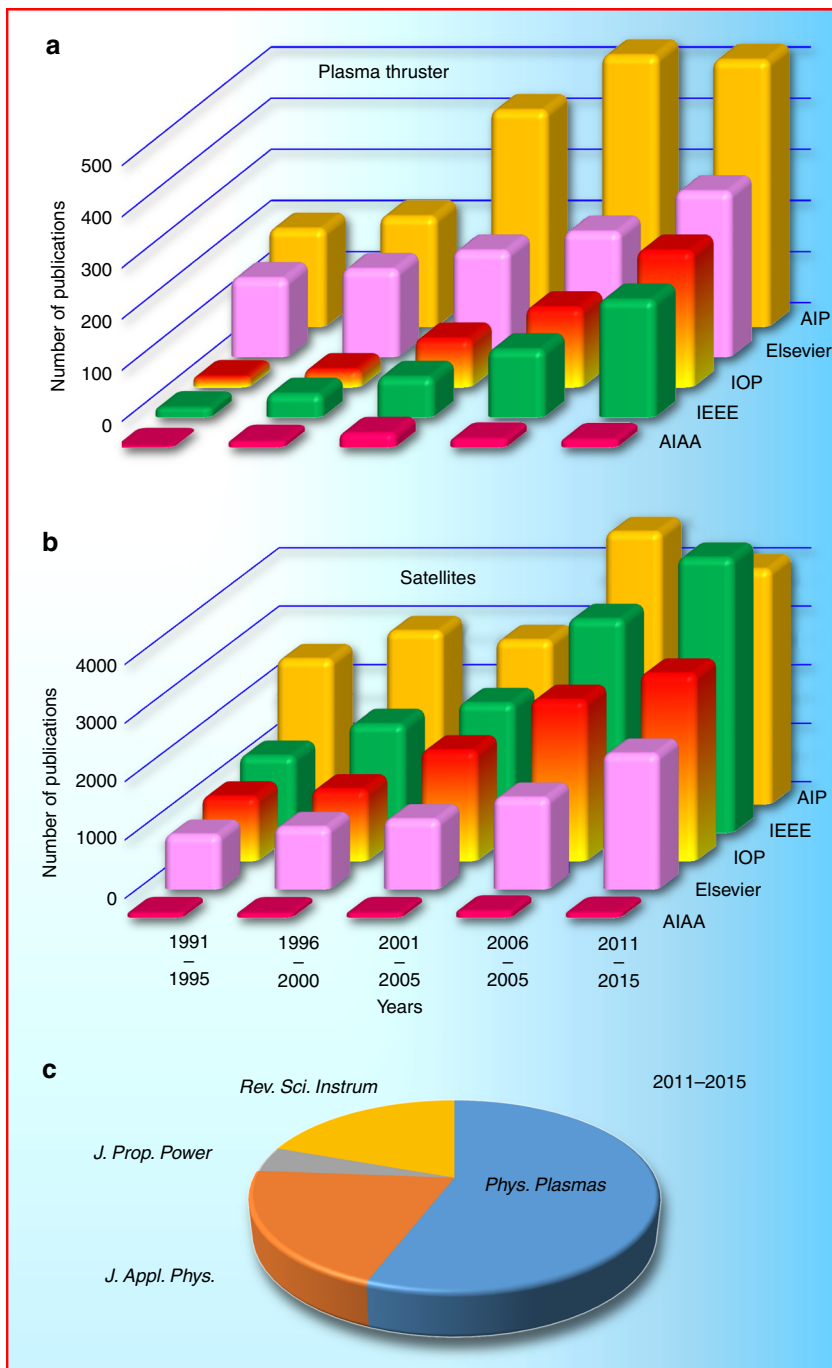 a
Plasma thruster
500
400
300
200
100
0
Number of publications
AIP
Elsevier
IOP
IEEE
AIAA
b
Satellites
4000
3000
2000
1000
0
Number of publications
AIP
IEEE
IOP
Elsevier
AIAA
1991
–
1995
1996
–
2000
2001
–
2005
2006
–
2005
2011
–
2015
Years
c
2011–2015
Rev. Sci. Instrum
J. Prop. Power
Phys. Plasmas
J. Appl. Phys.